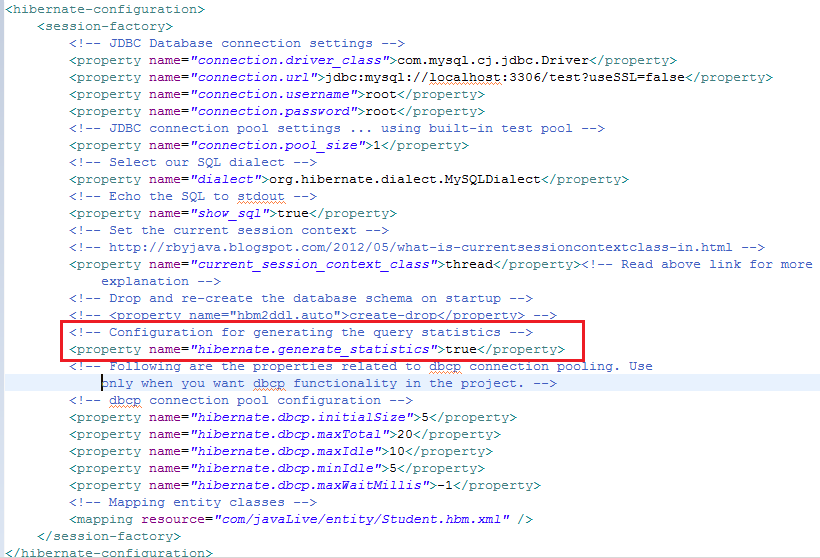 <hibernate-configuration>
<session-factory>
<!-- JDBC Database connection settings -->
<property name="connection.driver_class">com.mysql.cj.jdbc.Driver</property>
<property name="connection.url">jdbc:mysql://localhost:3306/test?useSSL=false</property>
<property name="connection.username">root</property>
<property name="connection.password">root</property>
<!-- JDBC connection pool settings ... using built-in test pool -->
<property name="connection.pool_size">1</property>
<!-- Select our SQL dialect -->
<property name="dialect">org.hibernate.dialect.MySQLDialect</property>
<!-- Echo the SQL to stdout -->
<property name="show_sql">true</property>
<!-- Set the current session context -->
<!-- http://rbyjava.blogspot.com/2012/05/what-is-currentsessioncontextclass-in.html -->
<property name="current_session_context_class">thread</property><!-- Read above link for more
explanation -->
<!-- Drop and re-create the database schema on startup -->
<!-- <property name="hbm2ddl.auto">create-drop</property> -->
<!-- Configuration for generating the query statistics -->
<property name="hibernate.generate_statistics">true</property>
<!-- Following are the properties related to dbcp connection pooling. Use
only when you want dbcp functionality in the project. -->
<!-- dbcp connection pool configuration -->
<property name="hibernate.dbcp.initialSize">5</property>
<property name="hibernate.dbcp.maxTotal">20</property>
<property name="hibernate.dbcp.maxIdle">10</property>
<property name="hibernate.dbcp.minIdle">5</property>
<property name="hibernate.dbcp.maxWaitMillis">-1</property>
<!-- Mapping entity classes -->
<mapping resource="com/javaLive/entity/Student.hbm.xml" />
</session-factory>
</hibernate-configuration>